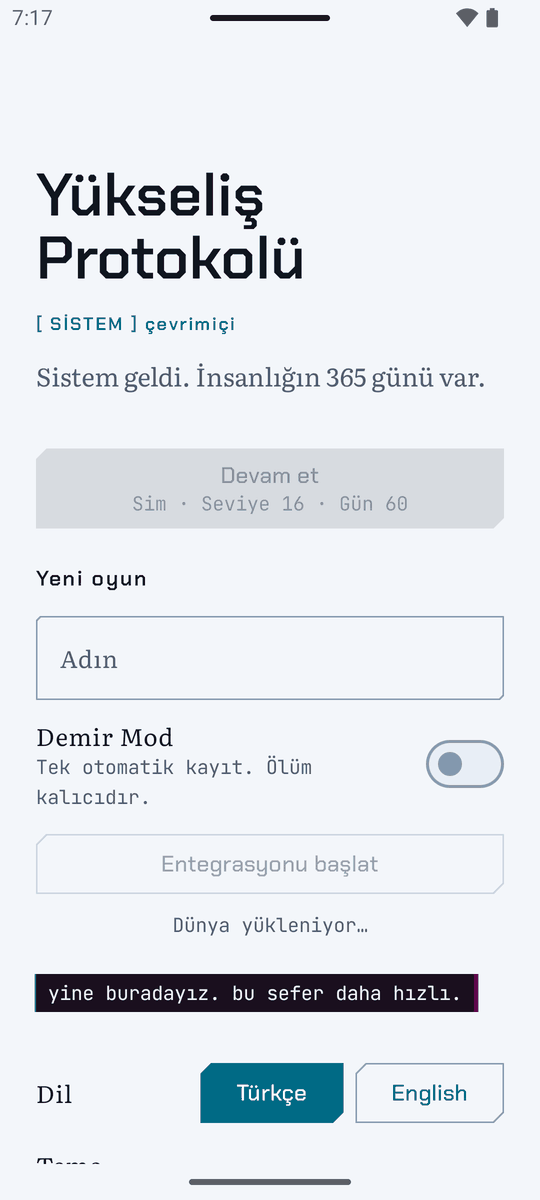 7:17
Yükseliş
Protokolü
[ SİSTEM ] çevrimiçi
Sistem geldi. İnsanlığın 365 günü var.
Devam et
Sim · Seviye 16 · Gün 60
Yeni oyun
Adın
Demir Mod
Tek otomatik kayıt. Ölüm
kalıcıdır.
Entegrasyonu başlat
Dünya yükleniyor…
yine buradayız. bu sefer daha hızlı.
Dil
Türkçe
English